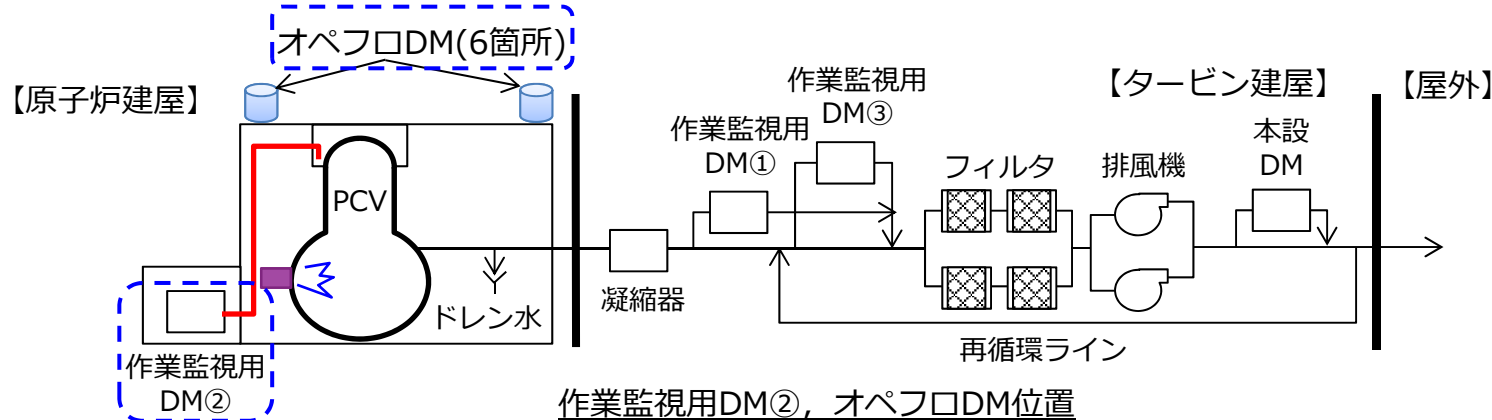 オペフロDM(6箇所)
【原子炉建屋】
作業監視用
DM③
【タービン建屋】
【屋外】
作業監視用
DM①
フィルタ
排風機
本設
DM
PCV
ドレン水
凝縮器
再循環ライン
作業監視用
DM②
作業監視用DM②，オペフロDM位置